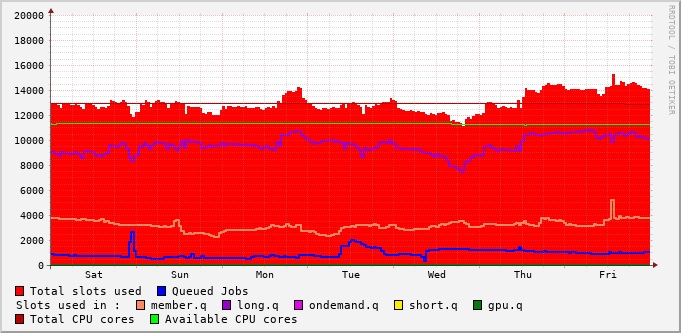 RRDTOOL / TOBI OETIKER
20000
18000
16000
14000
12000
10000
8000
6000
4000
2000
0
Sat Sun Mon Tue Wed Thu Fri
Total slots used Queued Jobs
Slots used in : member.q long.q ondemand.q short.q gpu.q
Total CPU cores Available CPU cores